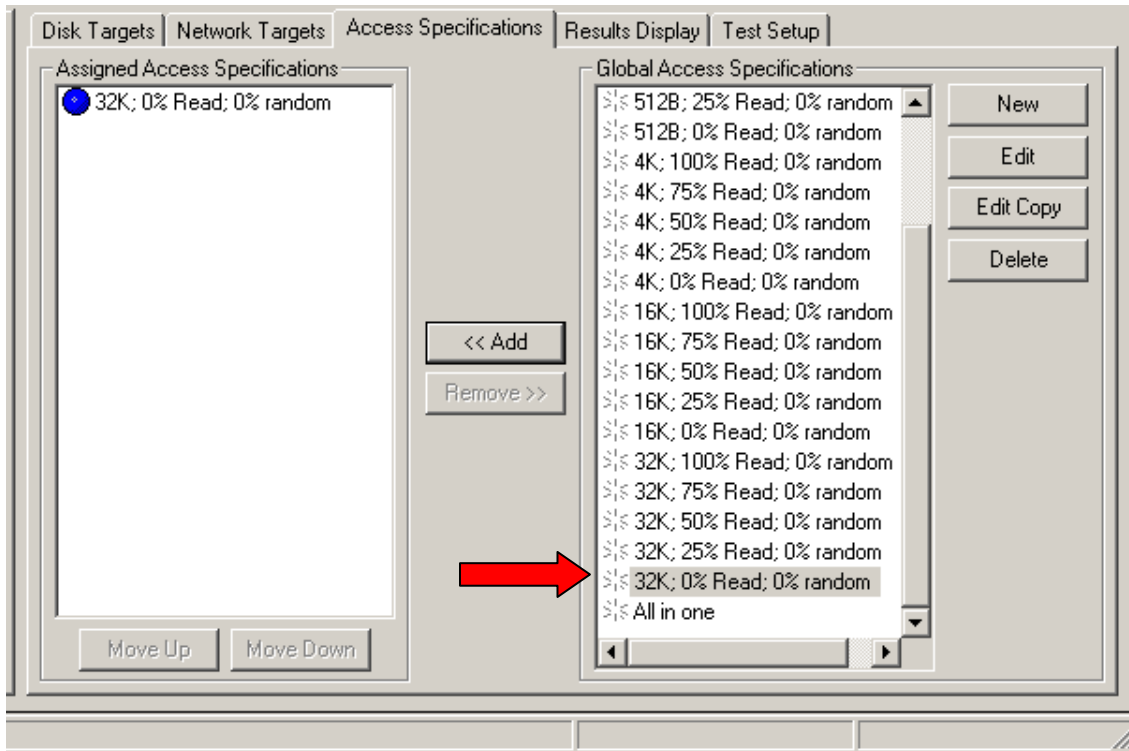 Disk Targets Network Targets Access Specifications Results Display Test Setup
Assigned Access Specifications
32K; 0% Read; 0% random
Move Up Move Down
<< Add
Remove >>
Global Access Specifications
512B; 25% Read; 0% random
512B; 0% Read; 0% random
4K; 100% Read; 0% random
4K; 75% Read; 0% random
4K; 50% Read; 0% random
4K; 25% Read; 0% random
4K; 0% Read; 0% random
16K; 100% Read; 0% random
16K; 75% Read; 0% random
16K; 50% Read; 0% random
16K; 25% Read; 0% random
16K; 0% Read; 0% random
32K; 100% Read; 0% random
32K; 75% Read; 0% random
32K; 50% Read; 0% random
32K; 25% Read; 0% random
32K; 0% Read; 0% random
All in one
New
Edit
Edit Copy
Delete